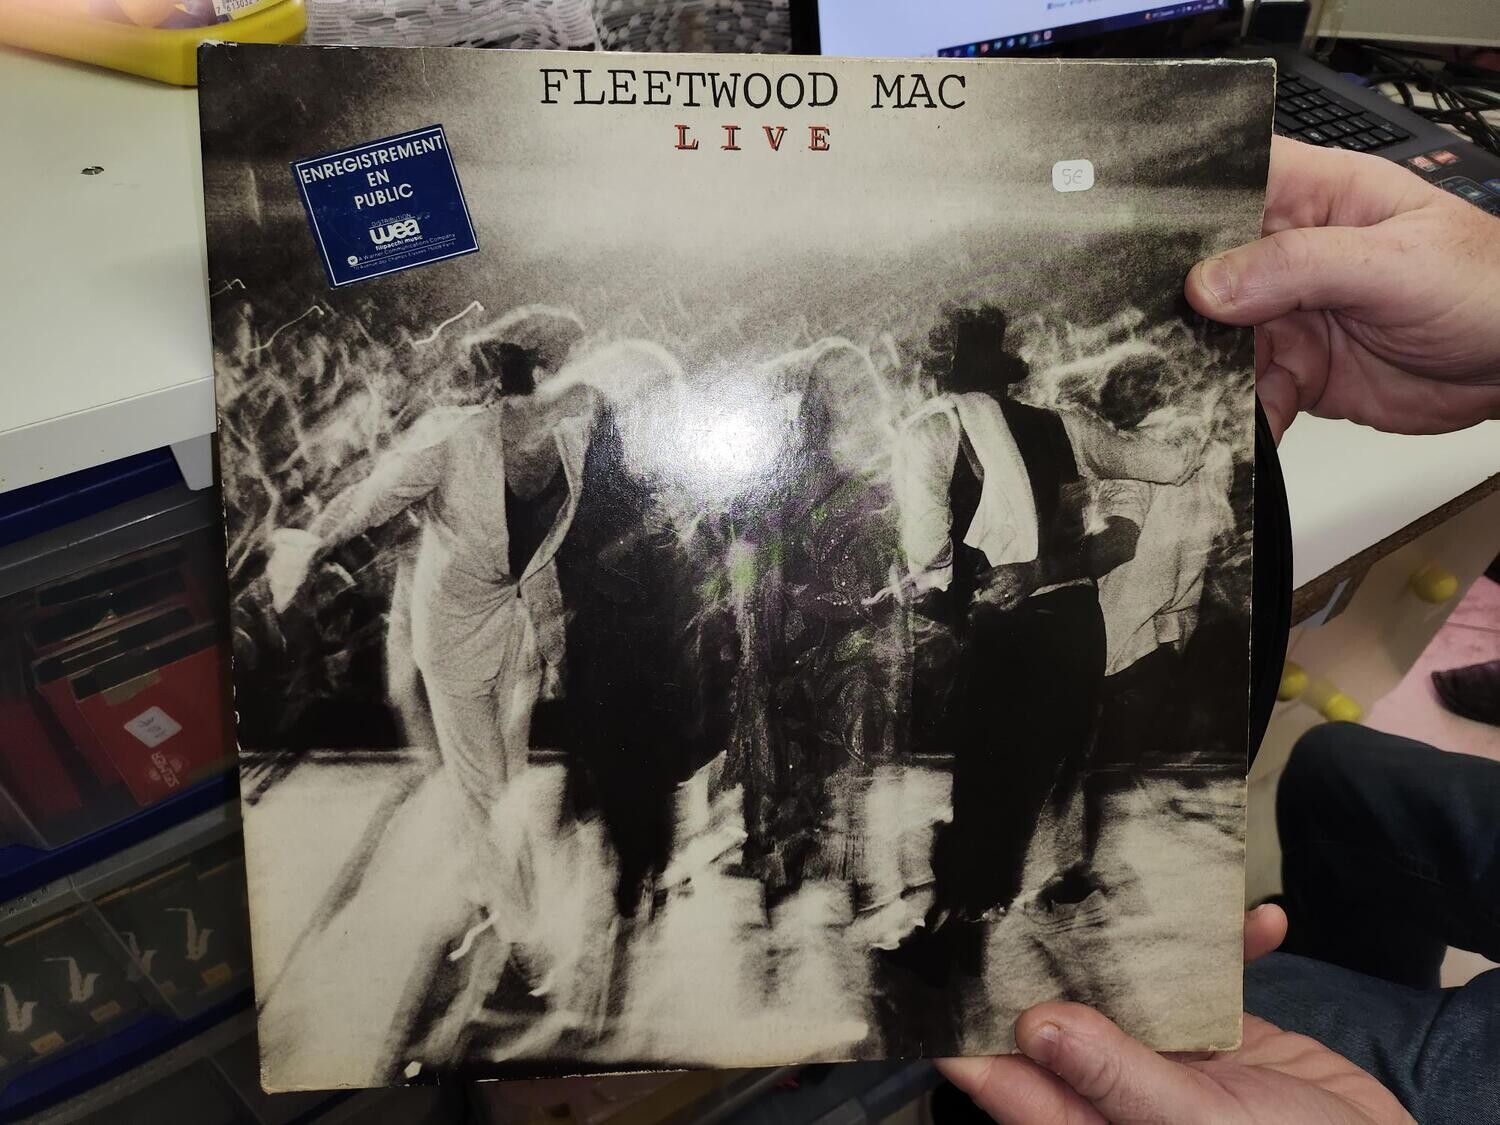 FLEETWOOD MAC
LIVE
ENREGISTREMENT
EN
PUBLIC
DISTRIBUTION
wea
filipacchi music
A Warner Communications Company
5€